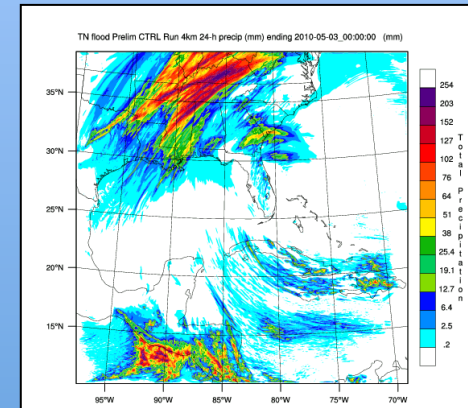 TN flood Prelim CTRL Run 4km 24-h precip (mm) ending 2010-05-03_00:00:00 (mm)
35°N
30°N
25°N
20°N
15°N
95°W
90°W
85°W
80°W
75°W
70°W
254
203
152
127
102
76
64
51
38
25.4
19.1
12.7
6.4
2.5
.2
Total Precipitation